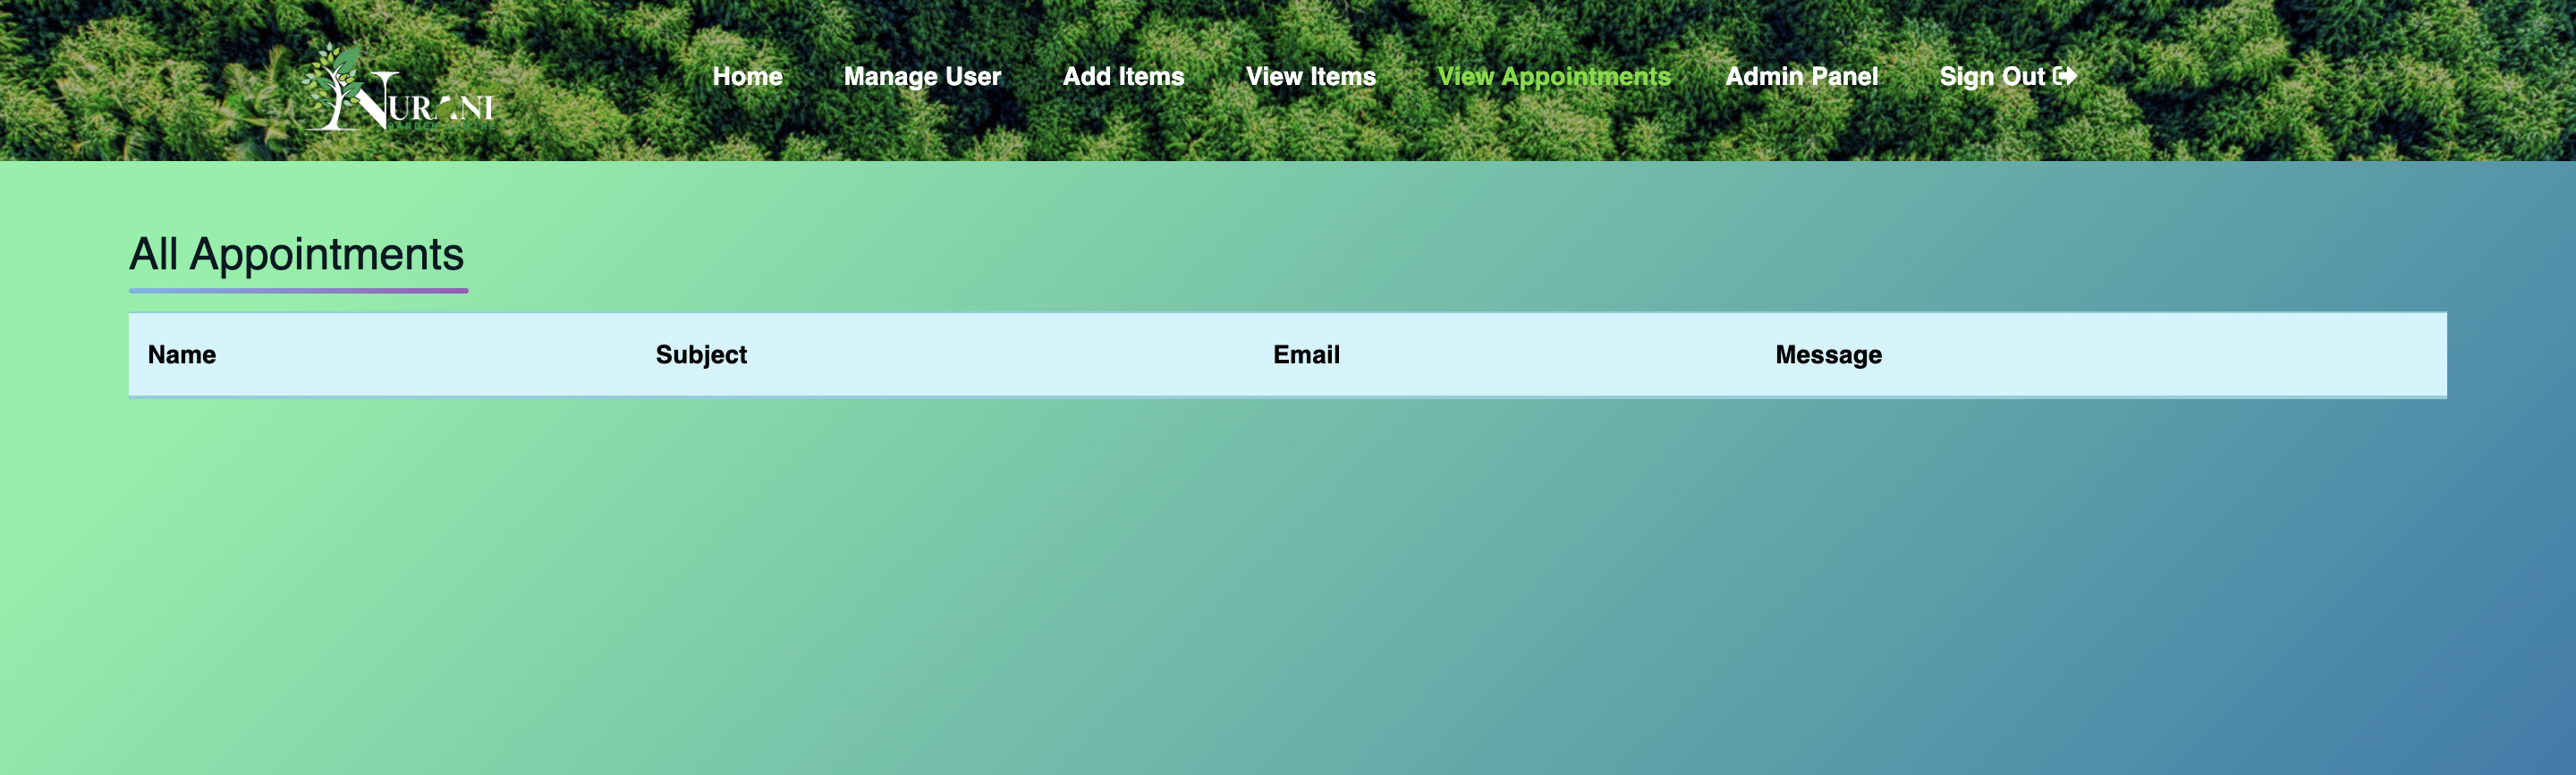 NURANI
Home Manage User Add Items View Items View Appointments Admin Panel Sign Out
All Appointments
Name Subject Email Message